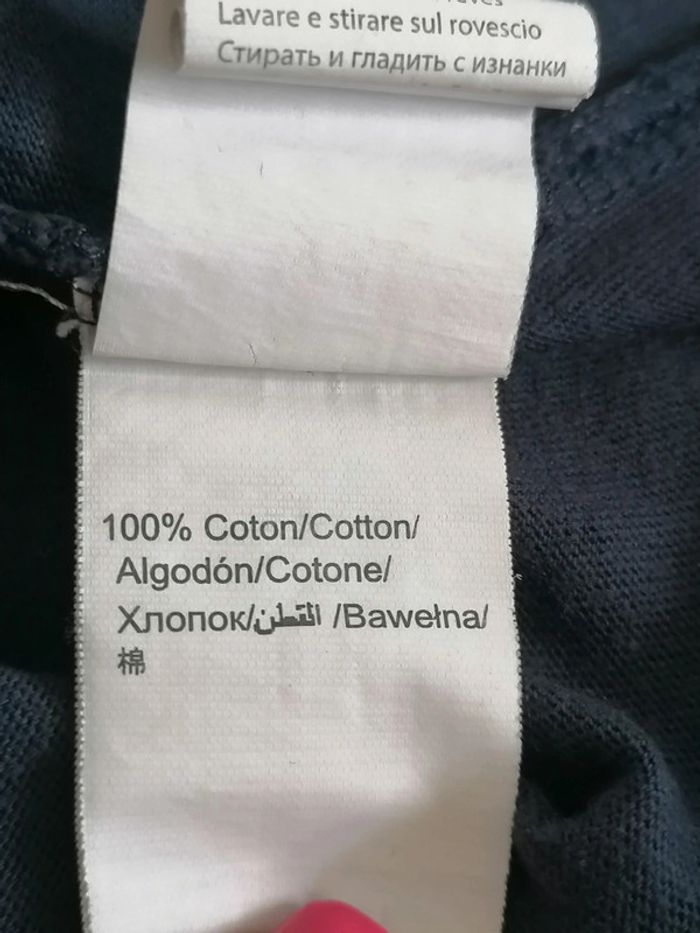 Lavare e stirare sul rovescio
Стирать и гладить с изнанки
100% Coton/Cotton/
Algodón/Cotone/
Хлопок/القطن /Bawełna/
棉